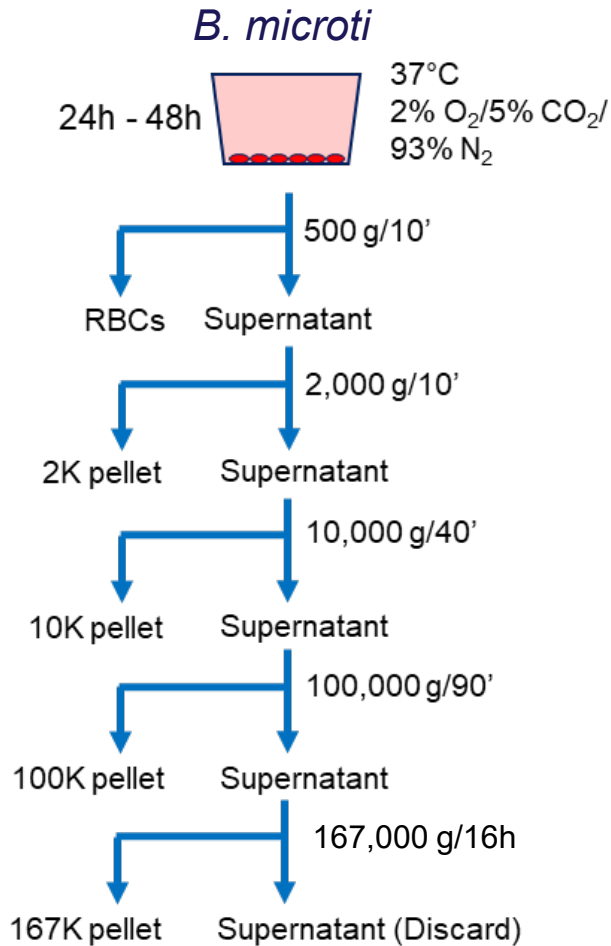 B. microti
24h - 48h
37°C
2% O₂/5% CO₂/
93% N₂
500 g/10’
RBCs
Supernatant
2,000 g/10’
2K pellet
Supernatant
10,000 g/40’
10K pellet
Supernatant
100,000 g/90’
100K pellet
Supernatant
167,000 g/16h
167K pellet
Supernatant (Discard)